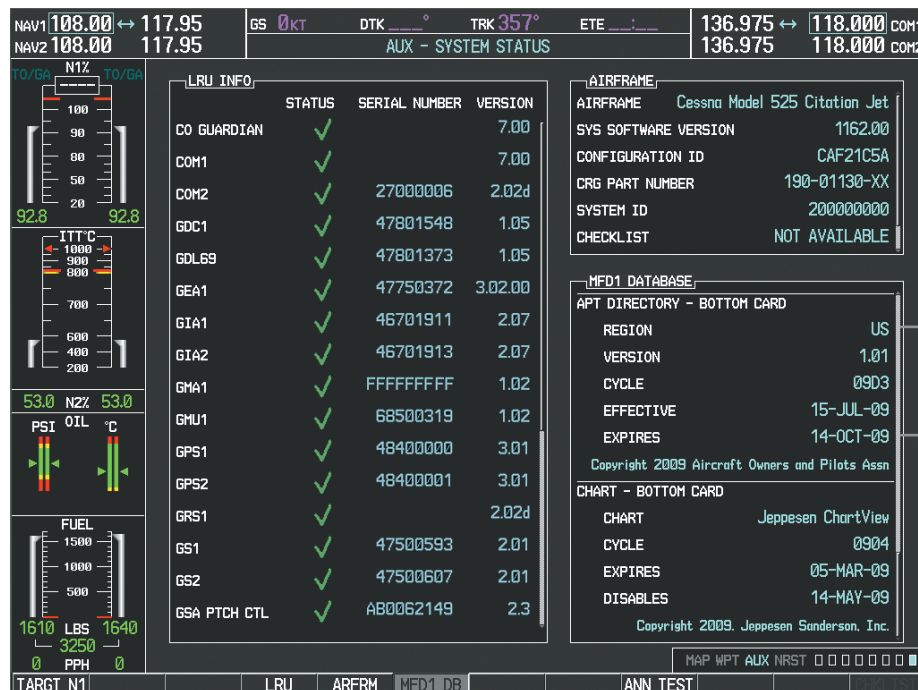 NAV1 108.00 ↔ 117.95
NAV2 108.00 117.95
GS 0KT DTK ___° TRK 357° ETE __:__
AUX - SYSTEM STATUS
136.975 ↔ 118.000 COM1
136.975 118.000 COM2
TO/GA N1% TO/GA
----
100
90
80
50
20
92.8 92.8
ITT°C
1000
900
800
700
600
400
200
53.0 N2% 53.0
PSI OIL °C
FUEL
1500
1000
500
1610 LBS 1640
3250
0 PPH 0
LRU INFO
STATUS SERIAL NUMBER VERSION
CO GUARDIAN ✓ 7.00
COM1 ✓ 7.00
COM2 ✓ 27000006 2.02d
GDC1 ✓ 47801548 1.05
GDL69 ✓ 47801373 1.05
GEA1 ✓ 47750372 3.02.00
GIA1 ✓ 46701911 2.07
GIA2 ✓ 46701913 2.07
GMA1 ✓ FFFFFFFFF 1.02
GMU1 ✓ 68500319 1.02
GPS1 ✓ 48400000 3.01
GPS2 ✓ 48400001 3.01
GRS1 ✓ 2.02d
GS1 ✓ 47500593 2.01
GS2 ✓ 47500607 2.01
GSA PTCH CTL ✓ AB0062149 2.3
AIRFRAME
AIRFRAME Cessna Model 525 Citation Jet
SYS SOFTWARE VERSION 1162.00
CONFIGURATION ID CAF21C5A
CRG PART NUMBER 190-01130-XX
SYSTEM ID 200000000
CHECKLIST NOT AVAILABLE
MFD1 DATABASE
APT DIRECTORY - BOTTOM CARD
REGION US
VERSION 1.01
CYCLE 09D3
EFFECTIVE 15-JUL-09
EXPIRES 14-OCT-09
Copyright 2009 Aircraft Owners and Pilots Assn
CHART - BOTTOM CARD
CHART Jeppesen ChartView
CYCLE 0904
EXPIRES 05-MAR-09
DISABLES 14-MAY-09
Copyright 2009. Jeppesen Sanderson, Inc.
MAP WPT AUX NRST
TARGT N1 LRU ARFRM MFD1 DB ANN TEST CHKLIST